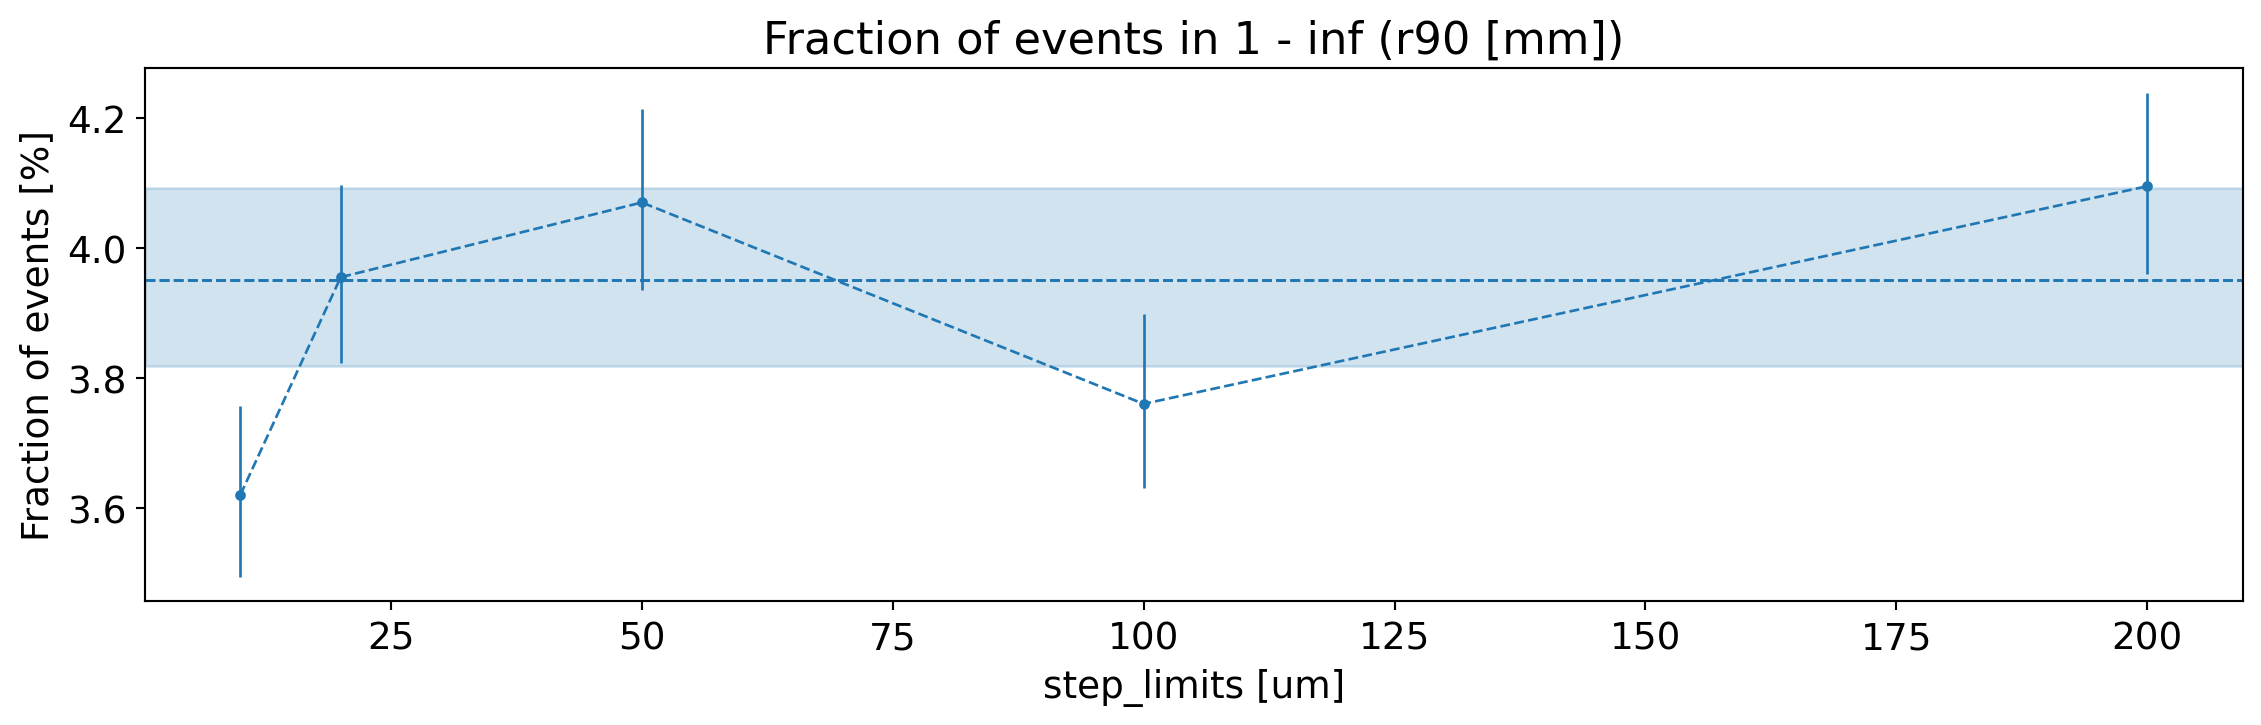 Fraction of events in 1 - inf (r90 [mm])
Fraction of events [%]
4.2
4.0
3.8
3.6
25 50 75 100 125 150 175 200
step_limits [um]